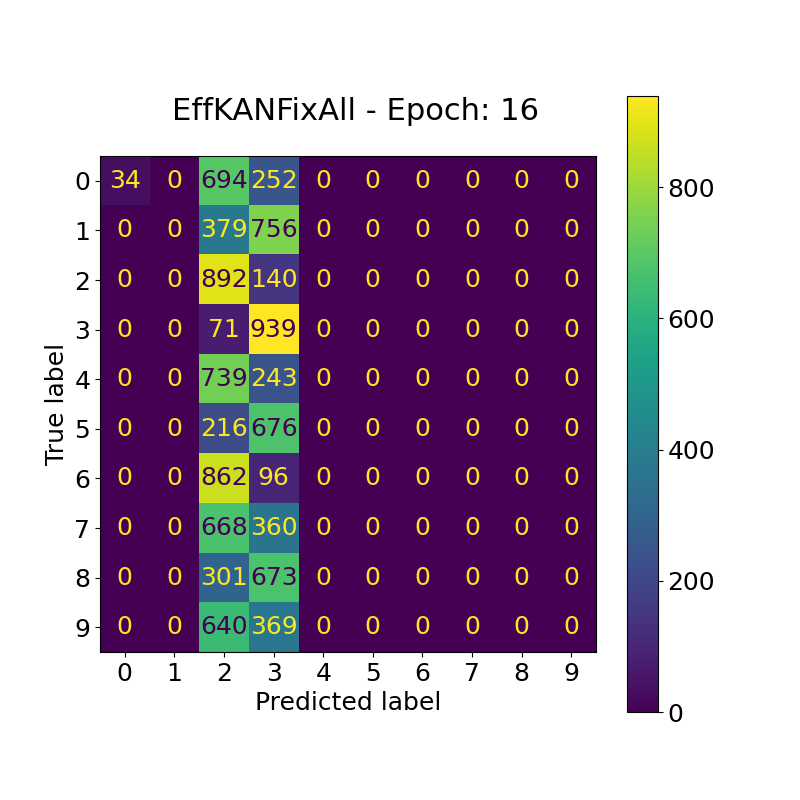 EffKANFixAll - Epoch: 16
0 34 0 694 252 0 0 0 0 0 0
1 0 0 379 756 0 0 0 0 0 0
2 0 0 892 140 0 0 0 0 0 0
3 0 0 71 939 0 0 0 0 0 0
4 0 0 739 243 0 0 0 0 0 0
5 0 0 216 676 0 0 0 0 0 0
6 0 0 862 96 0 0 0 0 0 0
7 0 0 668 360 0 0 0 0 0 0
8 0 0 301 673 0 0 0 0 0 0
9 0 0 640 369 0 0 0 0 0 0
0 1 2 3 4 5 6 7 8 9
Predicted label
True label
800
600
400
200
0